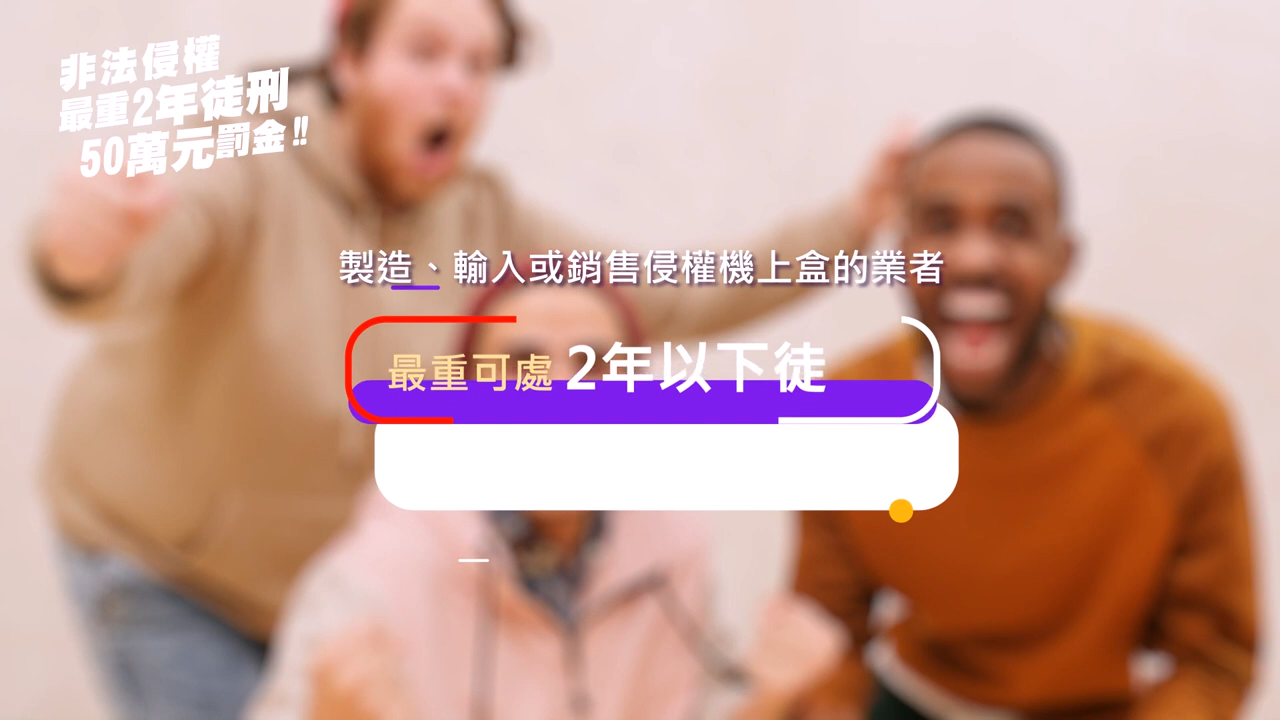 非法侵權
最重2年徒刑
50萬元罰金!!
製造、輸入或銷售侵權機上盒的業者
最重可處 2年以下徒